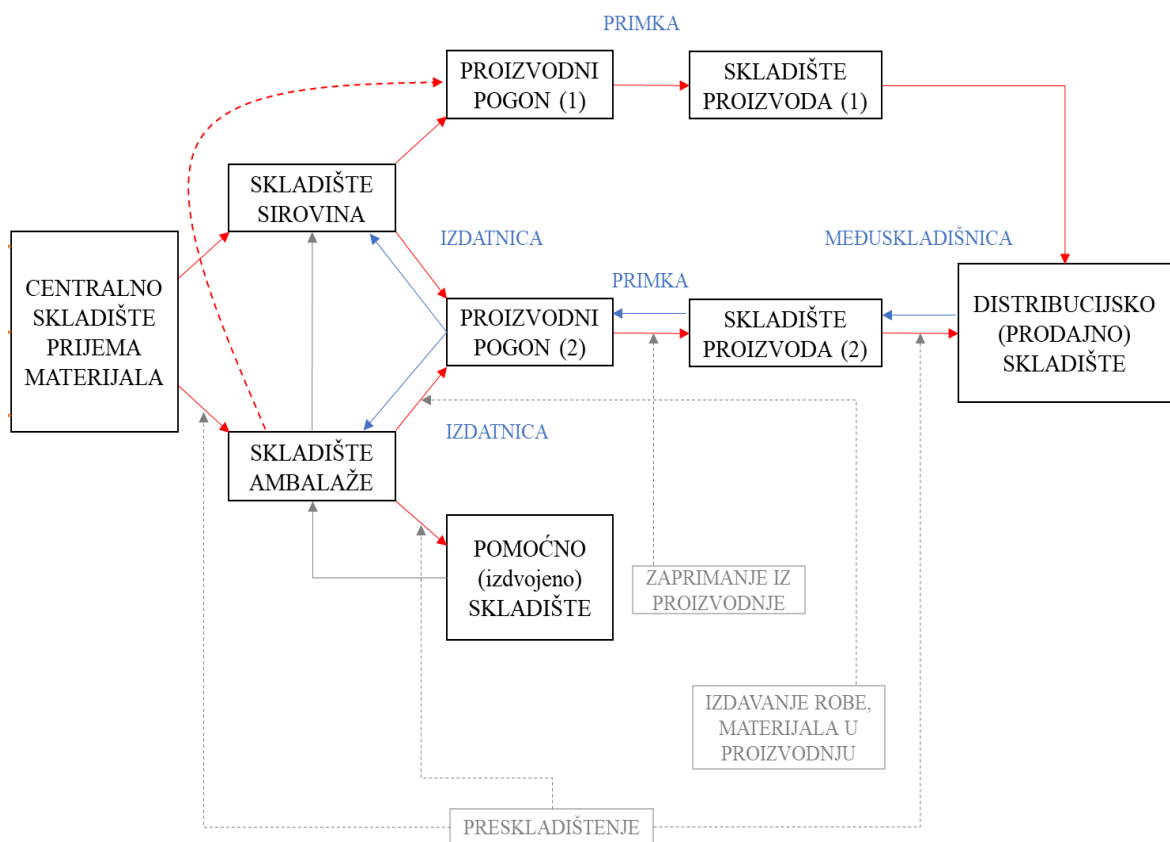 PRIMKA
PROIZVODNI
POGON (1)
SKLADIŠTE
PROIZVODA (1)
SKLADIŠTE
SIROVINA
IZDATNICA
MEĐUSKLADIŠNICA
CENTRALNO
SKLADIŠTE
PRIJEMA
MATERIJALA
PRIMKA
PROIZVODNI
POGON (2)
SKLADIŠTE
PROIZVODA (2)
DISTRIBUCIJSKO
(PRODAJNO)
SKLADIŠTE
IZDATNICA
SKLADIŠTE
AMBALAŽE
POMOĆNO
(izdvojeno)
SKLADIŠTE
ZAPRIMANJE IZ
PROIZVODNJE
IZDAVANJE ROBE,
MATERIJALA U
PROIZVODNJU
PRESKLADIŠTENJE